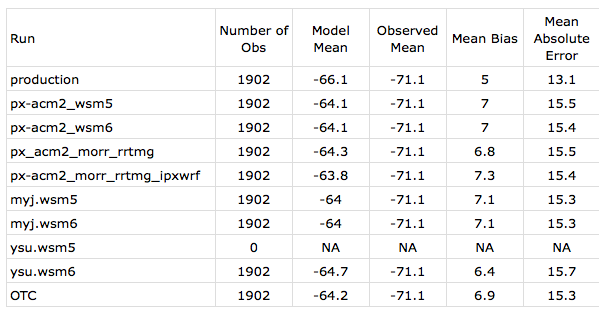 Run Number of Obs Model Mean Observed Mean Mean Bias Mean Absolute Error
production 1902 -66.1 -71.1 5 13.1
px-acm2_wsm5 1902 -64.1 -71.1 7 15.5
px-acm2_wsm6 1902 -64.1 -71.1 7 15.4
px_acm2_morr_rrtmg 1902 -64.3 -71.1 6.8 15.5
px-acm2_morr_rrtmg_ipxwrf 1902 -63.8 -71.1 7.3 15.4
myj.wsm5 1902 -64 -71.1 7.1 15.3
myj.wsm6 1902 -64 -71.1 7.1 15.3
ysu.wsm5 0 NA NA NA NA
ysu.wsm6 1902 -64.7 -71.1 6.4 15.7
OTC 1902 -64.2 -71.1 6.9 15.3